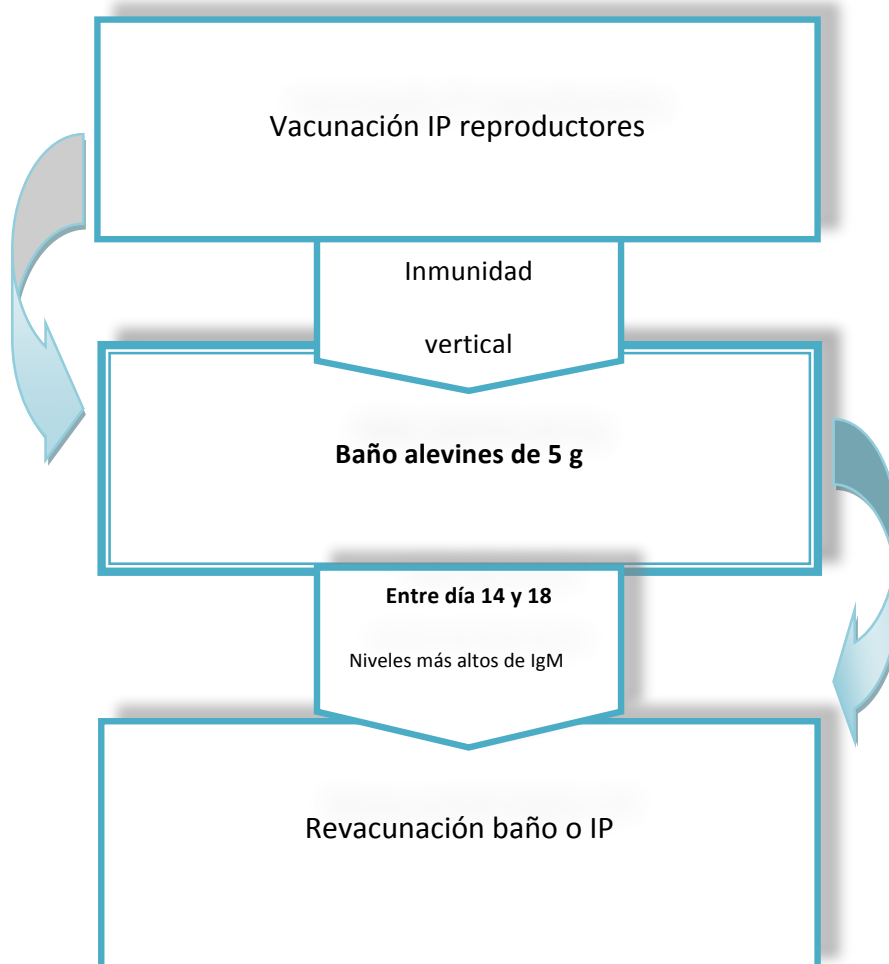 Vacunación IP reproductores
Inmunidad
vertical
Baño alevines de 5 g
Entre día 14 y 18
Niveles más altos de IgM
Revacunación baño o IP